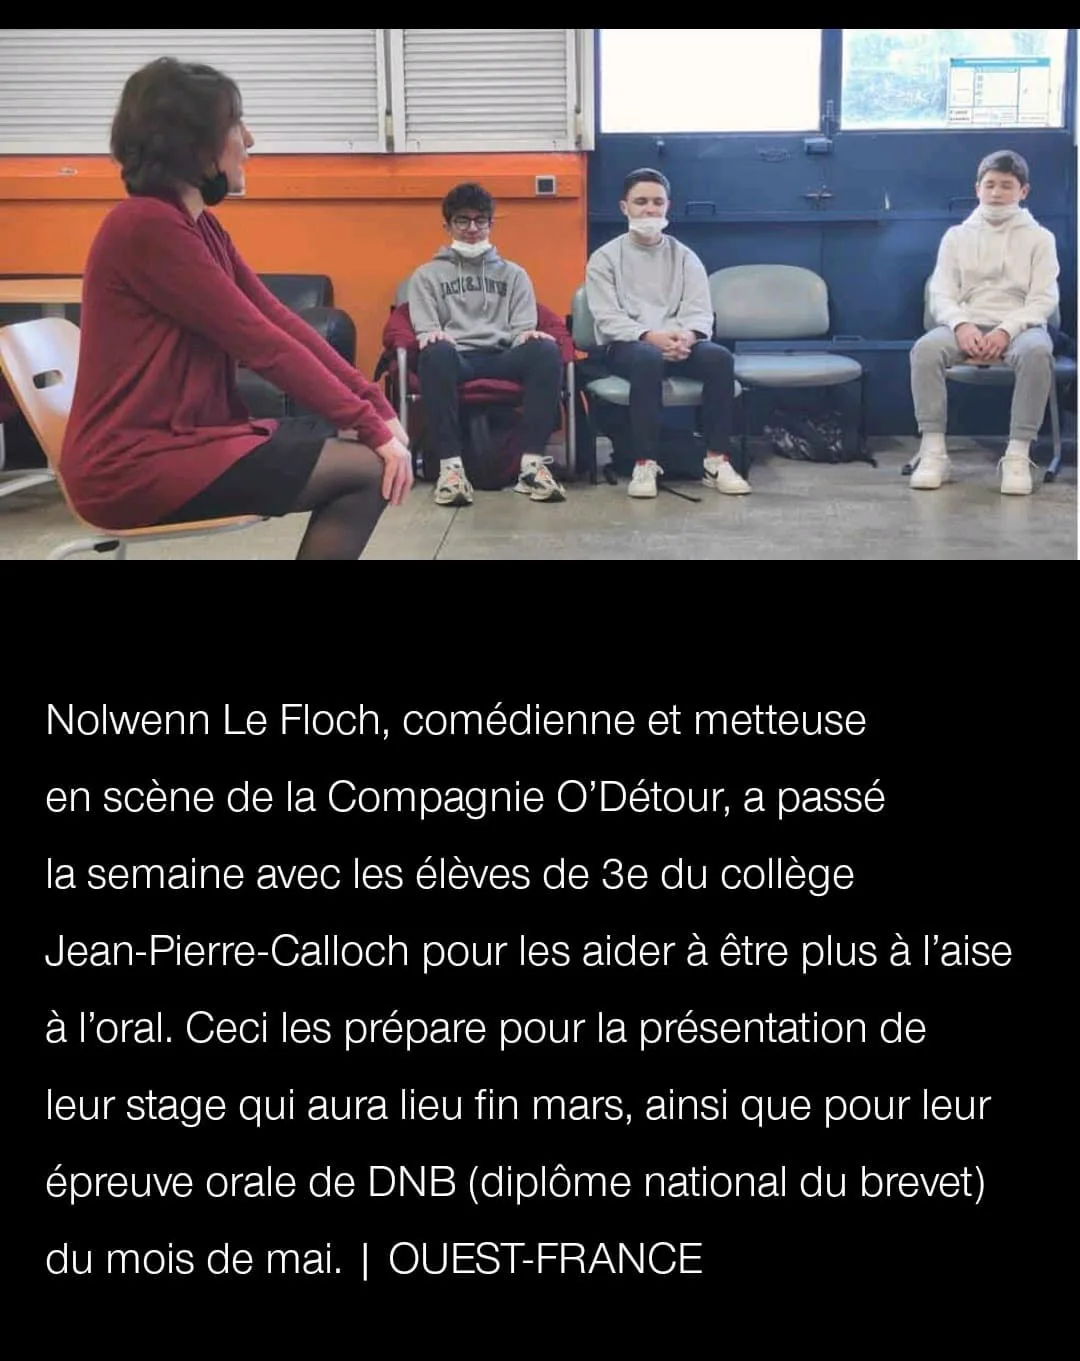 JACK & JONES
Nolwenn Le Floch, comédienne et metteuse
en scène de la Compagnie O’Détour, a passé
la semaine avec les élèves de 3e du collège
Jean-Pierre-Calloch pour les aider à être plus à l’aise
à l’oral. Ceci les prépare pour la présentation de
leur stage qui aura lieu fin mars, ainsi que pour leur
épreuve orale de DNB (diplôme national du brevet)
du mois de mai. | OUEST-FRANCE